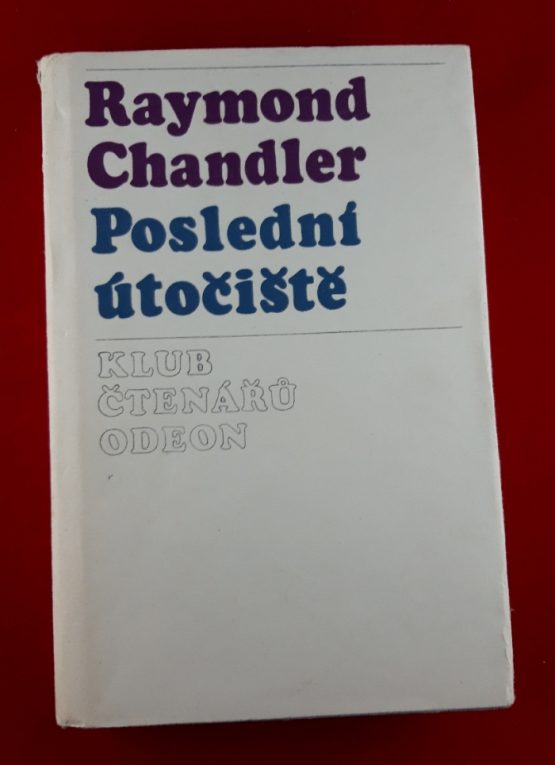 Raymond
Chandler
Poslední
útočiště
KLUB
ČTENÁŘŮ
ODEON